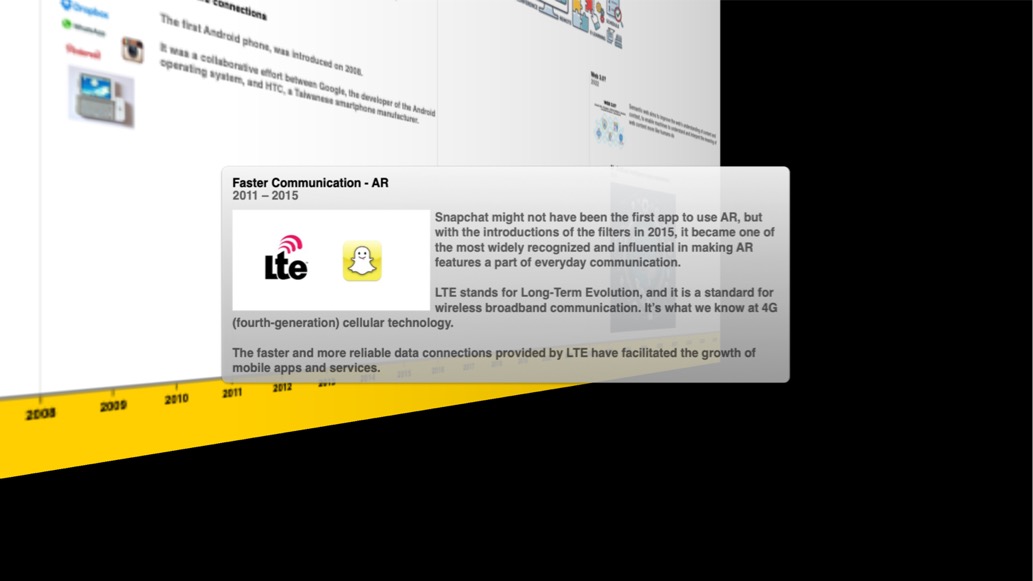 connections
The first Android phone, was introduced on 2008.
It was a collaborative effort between Google, the developer of the Android
operating system, and HTC, a Taiwanese smartphone manufacturer.
Dropbox
WhatsApp
Pinterest
Web 3.0?
WEB 3.0?
Faster Communication - AR
2011 – 2015
Lte
Snapchat might not have been the first app to use AR, but
with the introductions of the filters in 2015, it became one of
the most widely recognized and influential in making AR
features a part of everyday communication.
LTE stands for Long-Term Evolution, and it is a standard for
wireless broadband communication. It's what we know at 4G
(fourth-generation) cellular technology.
The faster and more reliable data connections provided by LTE have facilitated the growth of
mobile apps and services.
2008
2009
2010
2011
2012
2013
2014
2015